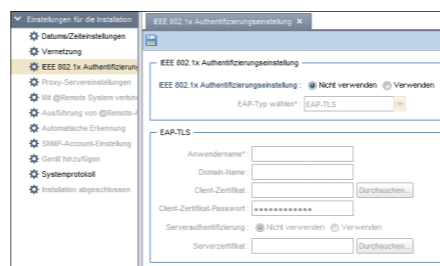 Einstellungen für die Installation
Datums/Zeiteinstellungen
Vernetzung
IEEE 802.1x Authentifizierung
Proxy-Servereinstellungen
Mit @Remote System verbin
Ausführung von @Remote-A
Automatische Erkennung
SNMP-Account-Einstellung
Gerät hinzufügen
Systemprotokoll
Installation abgeschlossen
IEEE 802.1x Authentifizierungseinstellung
IEEE 802.1x Authentifizierungseinstellung
IEEE 802.1x Authentifizierungseinstellung : Nicht verwenden Verwenden
EAP-Typ wählen* : EAP-TLS
EAP-TLS
Anwendername* :
Domain-Name :
Client-Zertifikat : Durchsuchen...
Client-Zertifikat-Passwort : ************
Serverauthentifizierung : Nicht verwenden Verwenden
Serverzertifikat : Durchsuchen...